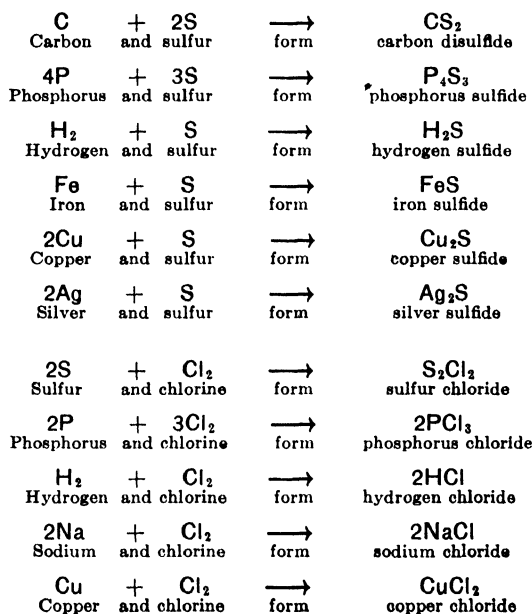 C + 2S ⟶ CS₂
Carbon and sulfur form carbon disulfide
4P + 3S ⟶ P₄S₃
Phosphorus and sulfur form phosphorus sulfide
H₂ + S ⟶ H₂S
Hydrogen and sulfur form hydrogen sulfide
Fe + S ⟶ FeS
Iron and sulfur form iron sulfide
2Cu + S ⟶ Cu₂S
Copper and sulfur form copper sulfide
2Ag + S ⟶ Ag₂S
Silver and sulfur form silver sulfide
2S + Cl₂ ⟶ S₂Cl₂
Sulfur and chlorine form sulfur chloride
2P + 3Cl₂ ⟶ 2PCl₃
Phosphorus and chlorine form phosphorus chloride
H₂ + Cl₂ ⟶ 2HCl
Hydrogen and chlorine form hydrogen chloride
2Na + Cl₂ ⟶ 2NaCl
Sodium and chlorine form sodium chloride
Cu + Cl₂ ⟶ CuCl₂
Copper and chlorine form copper chloride